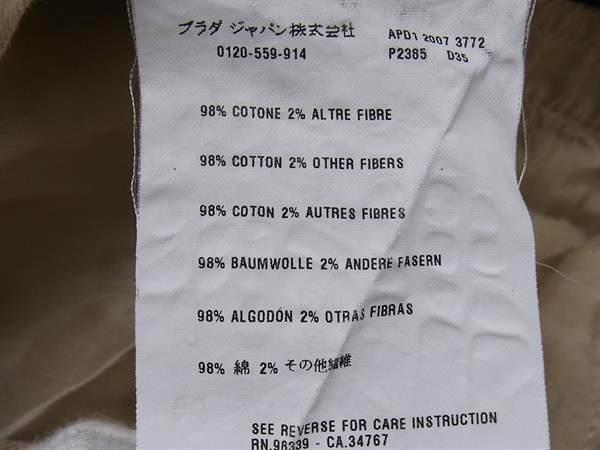 プラダ ジャパン株式会社 APD1 2007 3772
0120-559-914 P2385 D35
98% COTONE 2% ALTRE FIBRE
98% COTTON 2% OTHER FIBERS
98% COTON 2% AUTRES FIBRES
98% BAUMWOLLE 2% ANDERE FASERN
98% ALGODÓN 2% OTRAS FIBRAS
98% 綿 2% その他繊維
SEE REVERSE FOR CARE INSTRUCTION
RN.98339 - CA.34767